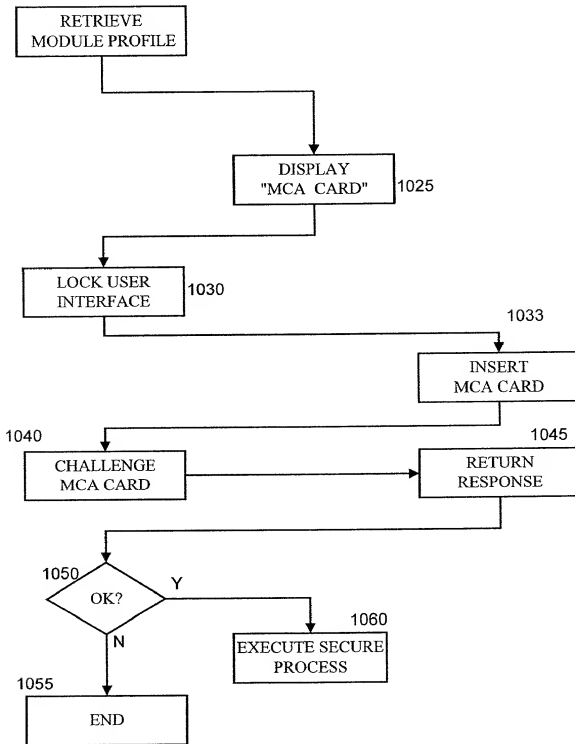 RETRIEVE
MODULE PROFILE
DISPLAY
"MCA CARD"
1025
LOCK USER
INTERFACE
1030
1033
INSERT
MCA CARD
1040
CHALLENGE
MCA CARD
1045
RETURN
RESPONSE
1050
OK?
Y
N
1060
EXECUTE SECURE
PROCESS
1055
END